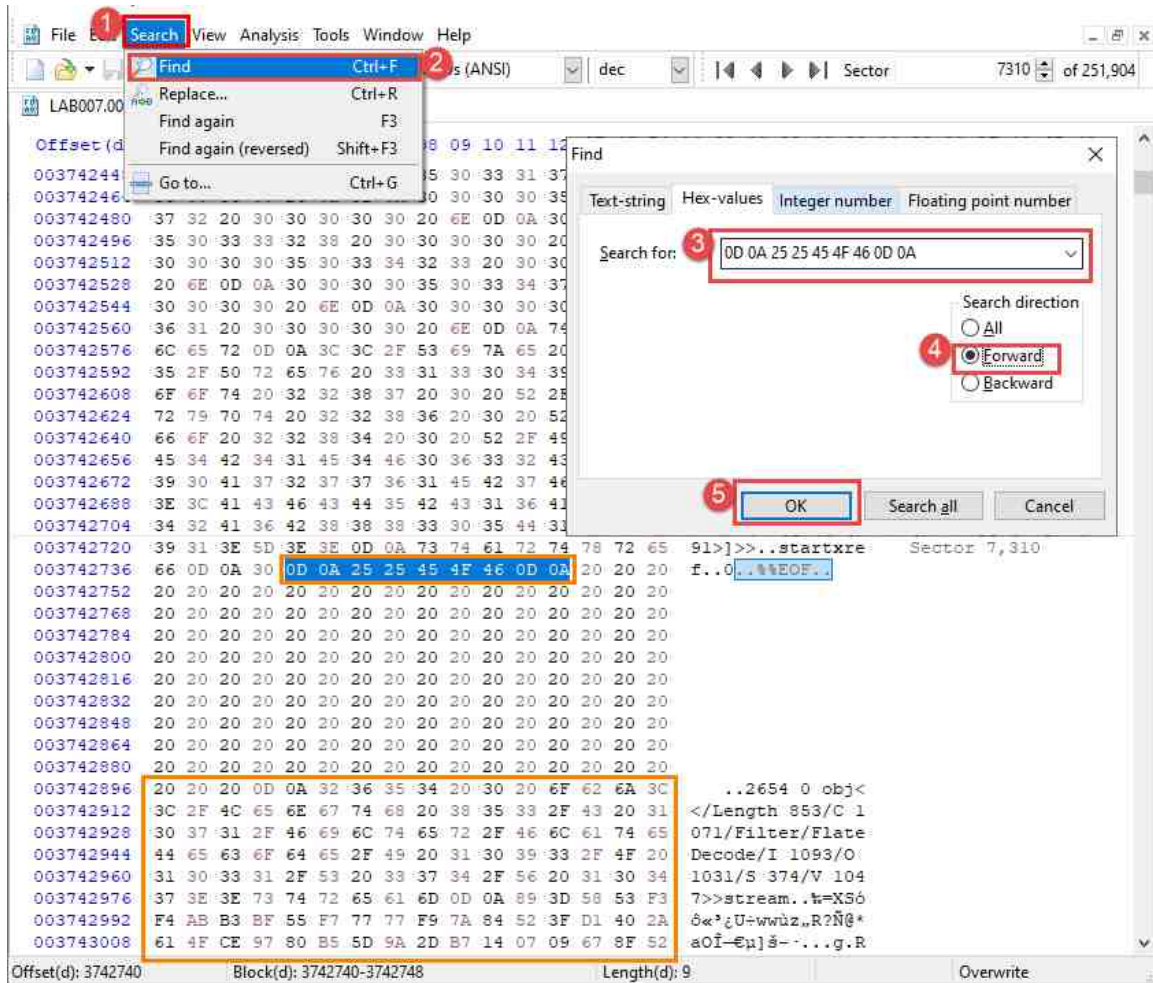 1
File Search View Analysis Tools Window Help
Find Ctrl+F 2 (ANSI) dec Sector 7310 of 251,904
Replace... Ctrl+R
LAB007.00
Find again F3
Find again (reversed) Shift+F3
Go to... Ctrl+G
Offset(d 09 10 11 12
Find
Text-string Hex-values Integer number Floating point number
Search for: 3 0D 0A 25 25 45 4F 46 0D 0A
Search direction
All
4 Forward
Backward
5 OK Search all Cancel
003742480 37 32 20 30 30 30 30 30 20 6E 0D 0A 30
003742496 35 30 33 33 32 38 20 30 30 30 30 30 20
003742512 30 30 30 30 35 30 33 34 32 33 20 30 30
003742528 20 6E 0D 0A 30 30 30 30 35 30 33 34 37
003742544 30 30 30 30 20 6E 0D 0A 30 30 30 30 30
003742560 36 31 20 30 30 30 30 30 20 6E 0D 0A 74
003742576 6C 65 72 0D 0A 3C 3C 2F 53 69 7A 65 20
003742592 35 2F 50 72 65 76 20 33 31 33 30 34 39
003742608 6F 6F 74 20 32 32 38 37 20 30 20 52 2F
003742624 72 79 70 74 20 32 32 38 36 20 30 20 52
003742640 66 6F 20 32 32 38 34 20 30 20 52 2F 49
003742656 45 34 42 34 31 45 34 46 30 36 33 32 43
003742672 39 30 41 37 32 37 37 36 31 45 42 37 46
003742688 3E 3C 41 43 46 43 44 35 42 43 31 36 41
003742704 34 32 41 36 42 38 38 38 33 30 35 44 31
003742720 39 31 3E 5D 3E 3E 0D 0A 73 74 61 72 74 78 72 65 91>]>>..startxre Sector 7,310
003742736 66 0D 0A 30 0D 0A 25 25 45 4F 46 0D 0A 20 20 20 f..0..%%EOF..
003742752 20 20 20 20 20 20 20 20 20 20 20 20 20 20 20 20
003742768 20 20 20 20 20 20 20 20 20 20 20 20 20 20 20 20
003742784 20 20 20 20 20 20 20 20 20 20 20 20 20 20 20 20
003742800 20 20 20 20 20 20 20 20 20 20 20 20 20 20 20 20
003742816 20 20 20 20 20 20 20 20 20 20 20 20 20 20 20 20
003742832 20 20 20 20 20 20 20 20 20 20 20 20 20 20 20 20
003742848 20 20 20 20 20 20 20 20 20 20 20 20 20 20 20 20
003742864 20 20 20 20 20 20 20 20 20 20 20 20 20 20 20 20
003742880 20 20 20 20 20 20 20 20 20 20 20 20 20 20 20 20
003742896 20 20 20 0D 0A 32 36 35 34 20 30 20 6F 62 6A 3C ..2654 0 obj<
003742912 3C 2F 4C 65 6E 67 74 68 20 38 35 33 2F 43 20 31 </Length 853/C 1
003742928 30 37 31 2F 46 69 6C 74 65 72 2F 46 6C 61 74 65 071/Filter/Flate
003742944 44 65 63 6F 64 65 2F 49 20 31 30 39 33 2F 4F 20 Decode/I 1093/O
003742960 31 30 33 31 2F 53 20 33 37 34 2F 56 20 31 30 34 1031/S 374/V 104
003742976 37 3E 3E 73 74 72 65 61 6D 0D 0A 89 3D 58 53 F3 7>>stream..‰=XSó
003742992 F4 AB B3 BF 55 F7 77 77 F9 7A 84 52 3F D1 40 2A ô«³¿U÷wwùz„R?Ñ@*
003743008 61 4F CE 97 80 B5 5D 9A 2D B7 14 07 09 67 8F 52 aOÎ—€µ]š-·...g.R
Offset(d): 3742740 Block(d): 3742740-3742748 Length(d): 9 Overwrite